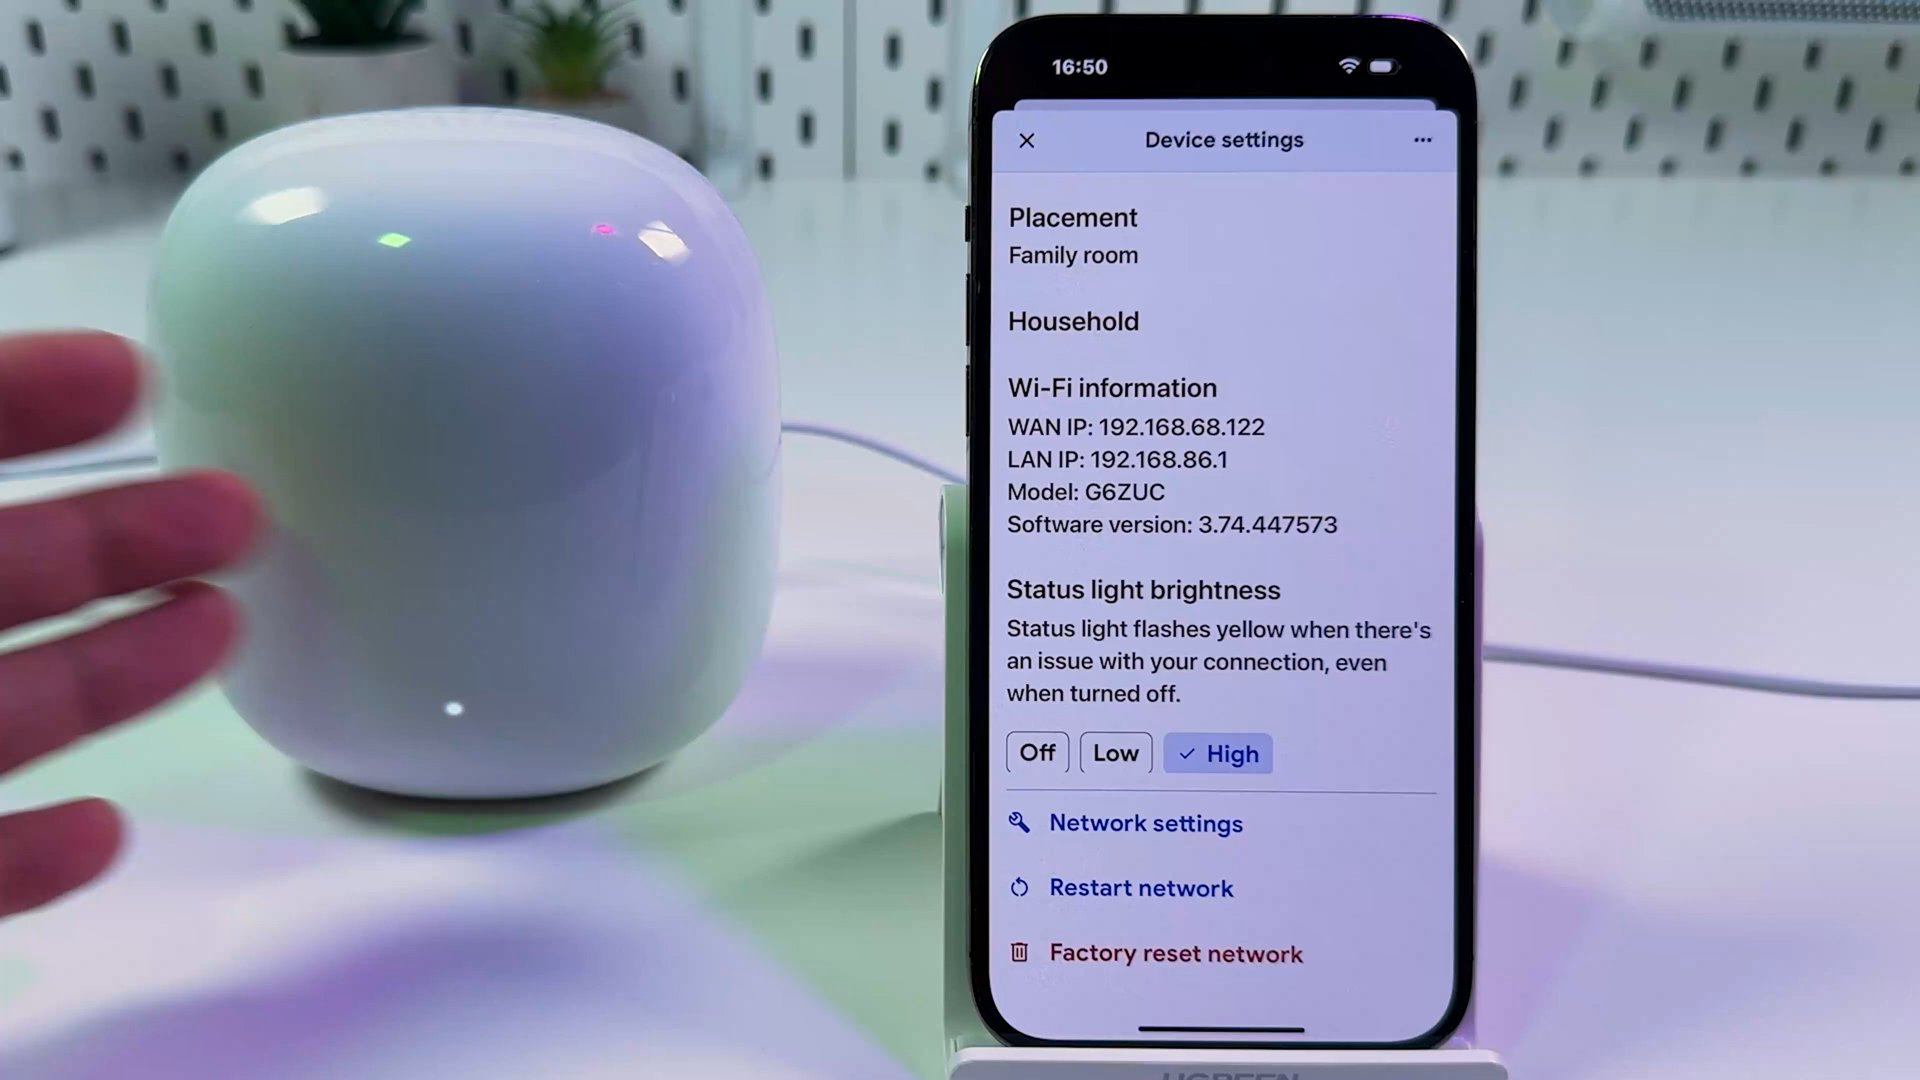 16:50
Device settings
Placement
Family room
Household
Wi-Fi information
WAN IP: 192.168.68.122
LAN IP: 192.168.86.1
Model: G6ZUC
Software version: 3.74.447573
Status light brightness
Status light flashes yellow when there's
an issue with your connection, even
when turned off.
Off Low High
Network settings
Restart network
Factory reset network
UGREEN